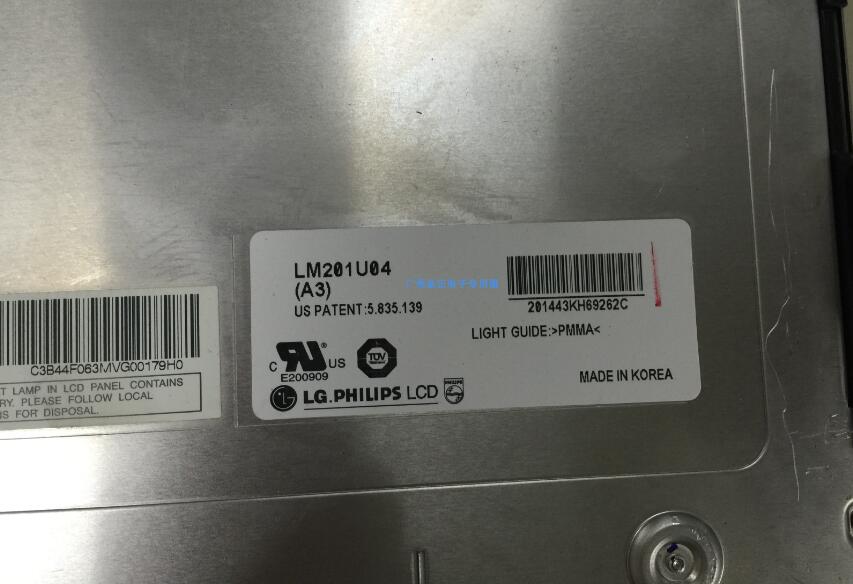 LM201U04
(A3)
US PATENT:5.835.139
201443KH69262C
LIGHT GUIDE:>PMMA<
C US
E200909
TUV
LG.PHILIPS LCD
PHILIPS
MADE IN KOREA
C3B44F063MVG00179H0
T LAMP IN LCD PANEL CONTAINS
RY. PLEASE FOLLOW LOCAL
NS FOR DISPOSAL.